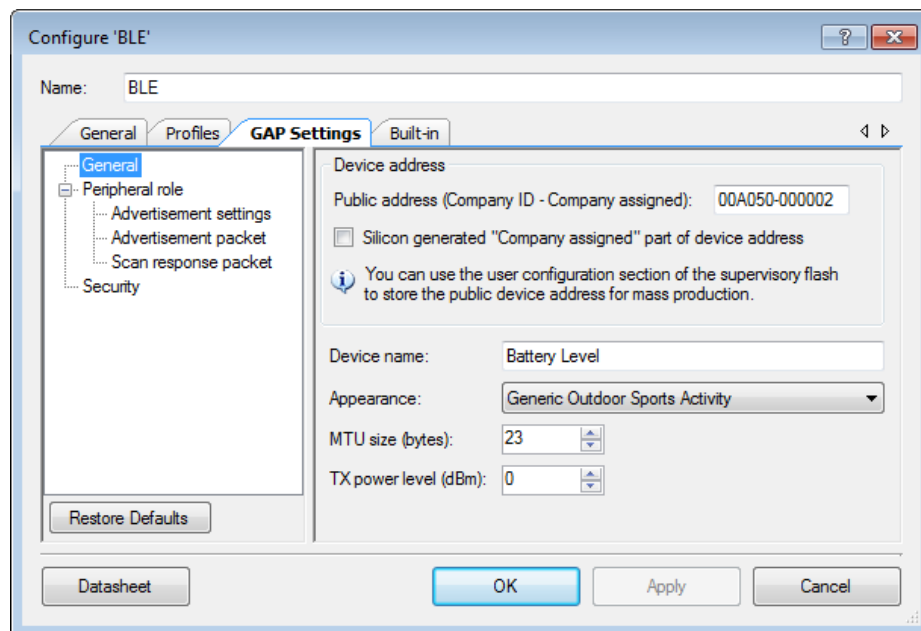 Configure 'BLE'
Name: BLE
General Profiles GAP Settings Built-in
General
Peripheral role
Advertisement settings
Advertisement packet
Scan response packet
Security
Restore Defaults
Device address
Public address (Company ID - Company assigned): 00A050-000002
Silicon generated "Company assigned" part of device address
You can use the user configuration section of the supervisory flash
to store the public device address for mass production.
Device name: Battery Level
Appearance: Generic Outdoor Sports Activity
MTU size (bytes): 23
TX power level (dBm): 0
Datasheet OK Apply Cancel